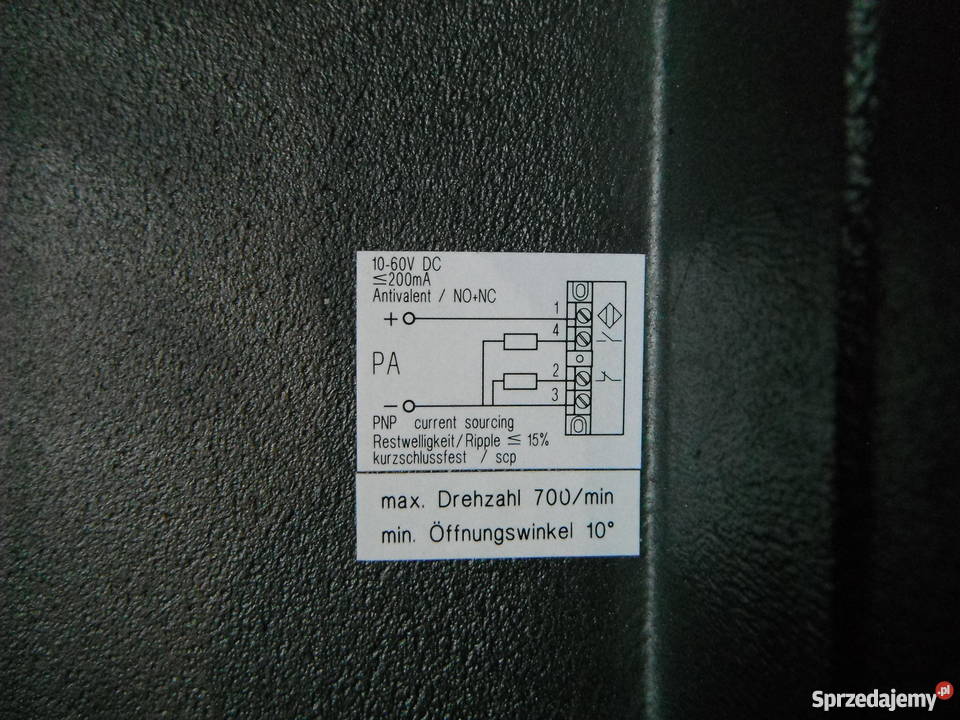 10-60V DC
≤200mA
Antivalent / NO+NC
+
1
4
PA
2
3
−
PNP current sourcing
Restwelligkeit/Ripple ≤ 15%
kurzschlussfest / scp
max. Drehzahl 700/min
min. Öffnungswinkel 10°
Sprzedajemy.pl